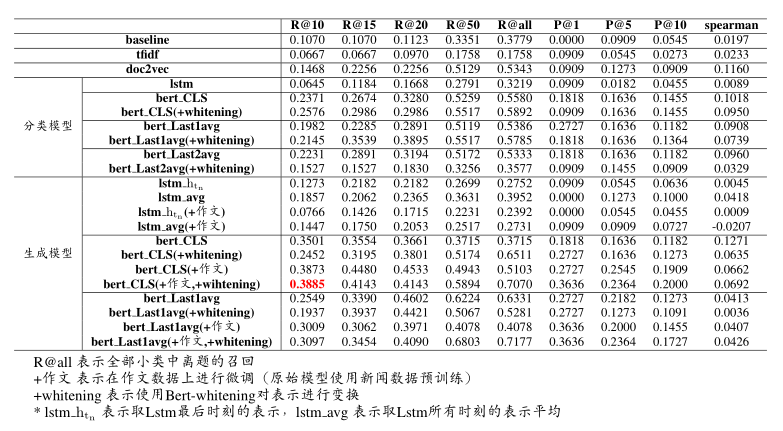 R@10 R@15 R@20 R@50 R@all P@1 P@5 P@10 spearman
baseline 0.1070 0.1070 0.1123 0.3351 0.3779 0.0000 0.0909 0.0545 0.0197
tfidf 0.0667 0.0667 0.0970 0.1758 0.1758 0.0909 0.0545 0.0273 0.0233
doc2vec 0.1468 0.2256 0.2256 0.5129 0.5343 0.0909 0.1273 0.0909 0.1160
分类模型
lstm 0.0645 0.1184 0.1668 0.2791 0.3219 0.0909 0.0182 0.0455 0.0089
bert_CLS 0.2371 0.2674 0.3280 0.5259 0.5580 0.1818 0.1636 0.1455 0.1018
bert_CLS(+whitening) 0.2576 0.2986 0.2986 0.5517 0.5892 0.0909 0.1636 0.1455 0.0950
bert_Last1avg 0.1982 0.2285 0.2891 0.5119 0.5386 0.2727 0.1636 0.1182 0.0908
bert_Last1avg(+whitening) 0.2145 0.3539 0.3895 0.5517 0.5785 0.1818 0.1636 0.1364 0.0739
bert_Last2avg 0.2231 0.2891 0.3194 0.5172 0.5333 0.1818 0.1636 0.1182 0.0960
bert_Last2avg(+whitening) 0.1527 0.1527 0.1830 0.3256 0.3577 0.0909 0.1455 0.0909 0.0329
生成模型
lstm_h_{t_n} 0.1273 0.2182 0.2182 0.2699 0.2752 0.0909 0.0545 0.0636 0.0045
lstm_avg 0.1857 0.2062 0.2365 0.3631 0.3952 0.0000 0.1273 0.1000 0.0418
lstm_h_{t_n}(+作文) 0.0766 0.1426 0.1715 0.2231 0.2392 0.0000 0.0545 0.0455 0.0009
lstm_avg(+作文) 0.1447 0.1750 0.2053 0.2517 0.2731 0.0909 0.0909 0.0727 -0.0207
bert_CLS 0.3501 0.3554 0.3661 0.3715 0.3715 0.1818 0.1636 0.1182 0.1271
bert_CLS(+whitening) 0.2452 0.3195 0.3801 0.5174 0.6511 0.2727 0.1636 0.1273 0.0635
bert_CLS(+作文) 0.3873 0.4480 0.4533 0.4943 0.5103 0.2727 0.2545 0.1909 0.0662
bert_CLS(+作文,+wihtening) 0.3885 0.4143 0.4143 0.5894 0.7070 0.3636 0.2364 0.2000 0.0692
bert_Last1avg 0.2549 0.3390 0.4602 0.6224 0.6331 0.2727 0.2182 0.1273 0.0413
bert_Last1avg(+whitening) 0.1937 0.3937 0.4421 0.5067 0.5281 0.2727 0.1273 0.1091 0.0036
bert_Last1avg(+作文) 0.3009 0.3062 0.3971 0.4078 0.4078 0.3636 0.2000 0.1455 0.0407
bert_Last1avg(+作文,+whitening) 0.3097 0.3454 0.4090 0.6803 0.7177 0.3636 0.2364 0.1727 0.0426
R@all 表示全部小类中离题的召回
+作文 表示在作文数据上进行微调（原始模型使用新闻数据预训练）
+whitening 表示使用Bert-whitening对表示进行变换
* lstm_h_{t_n} 表示取Lstm最后时刻的表示，lstm_avg 表示取Lstm所有时刻的表示平均